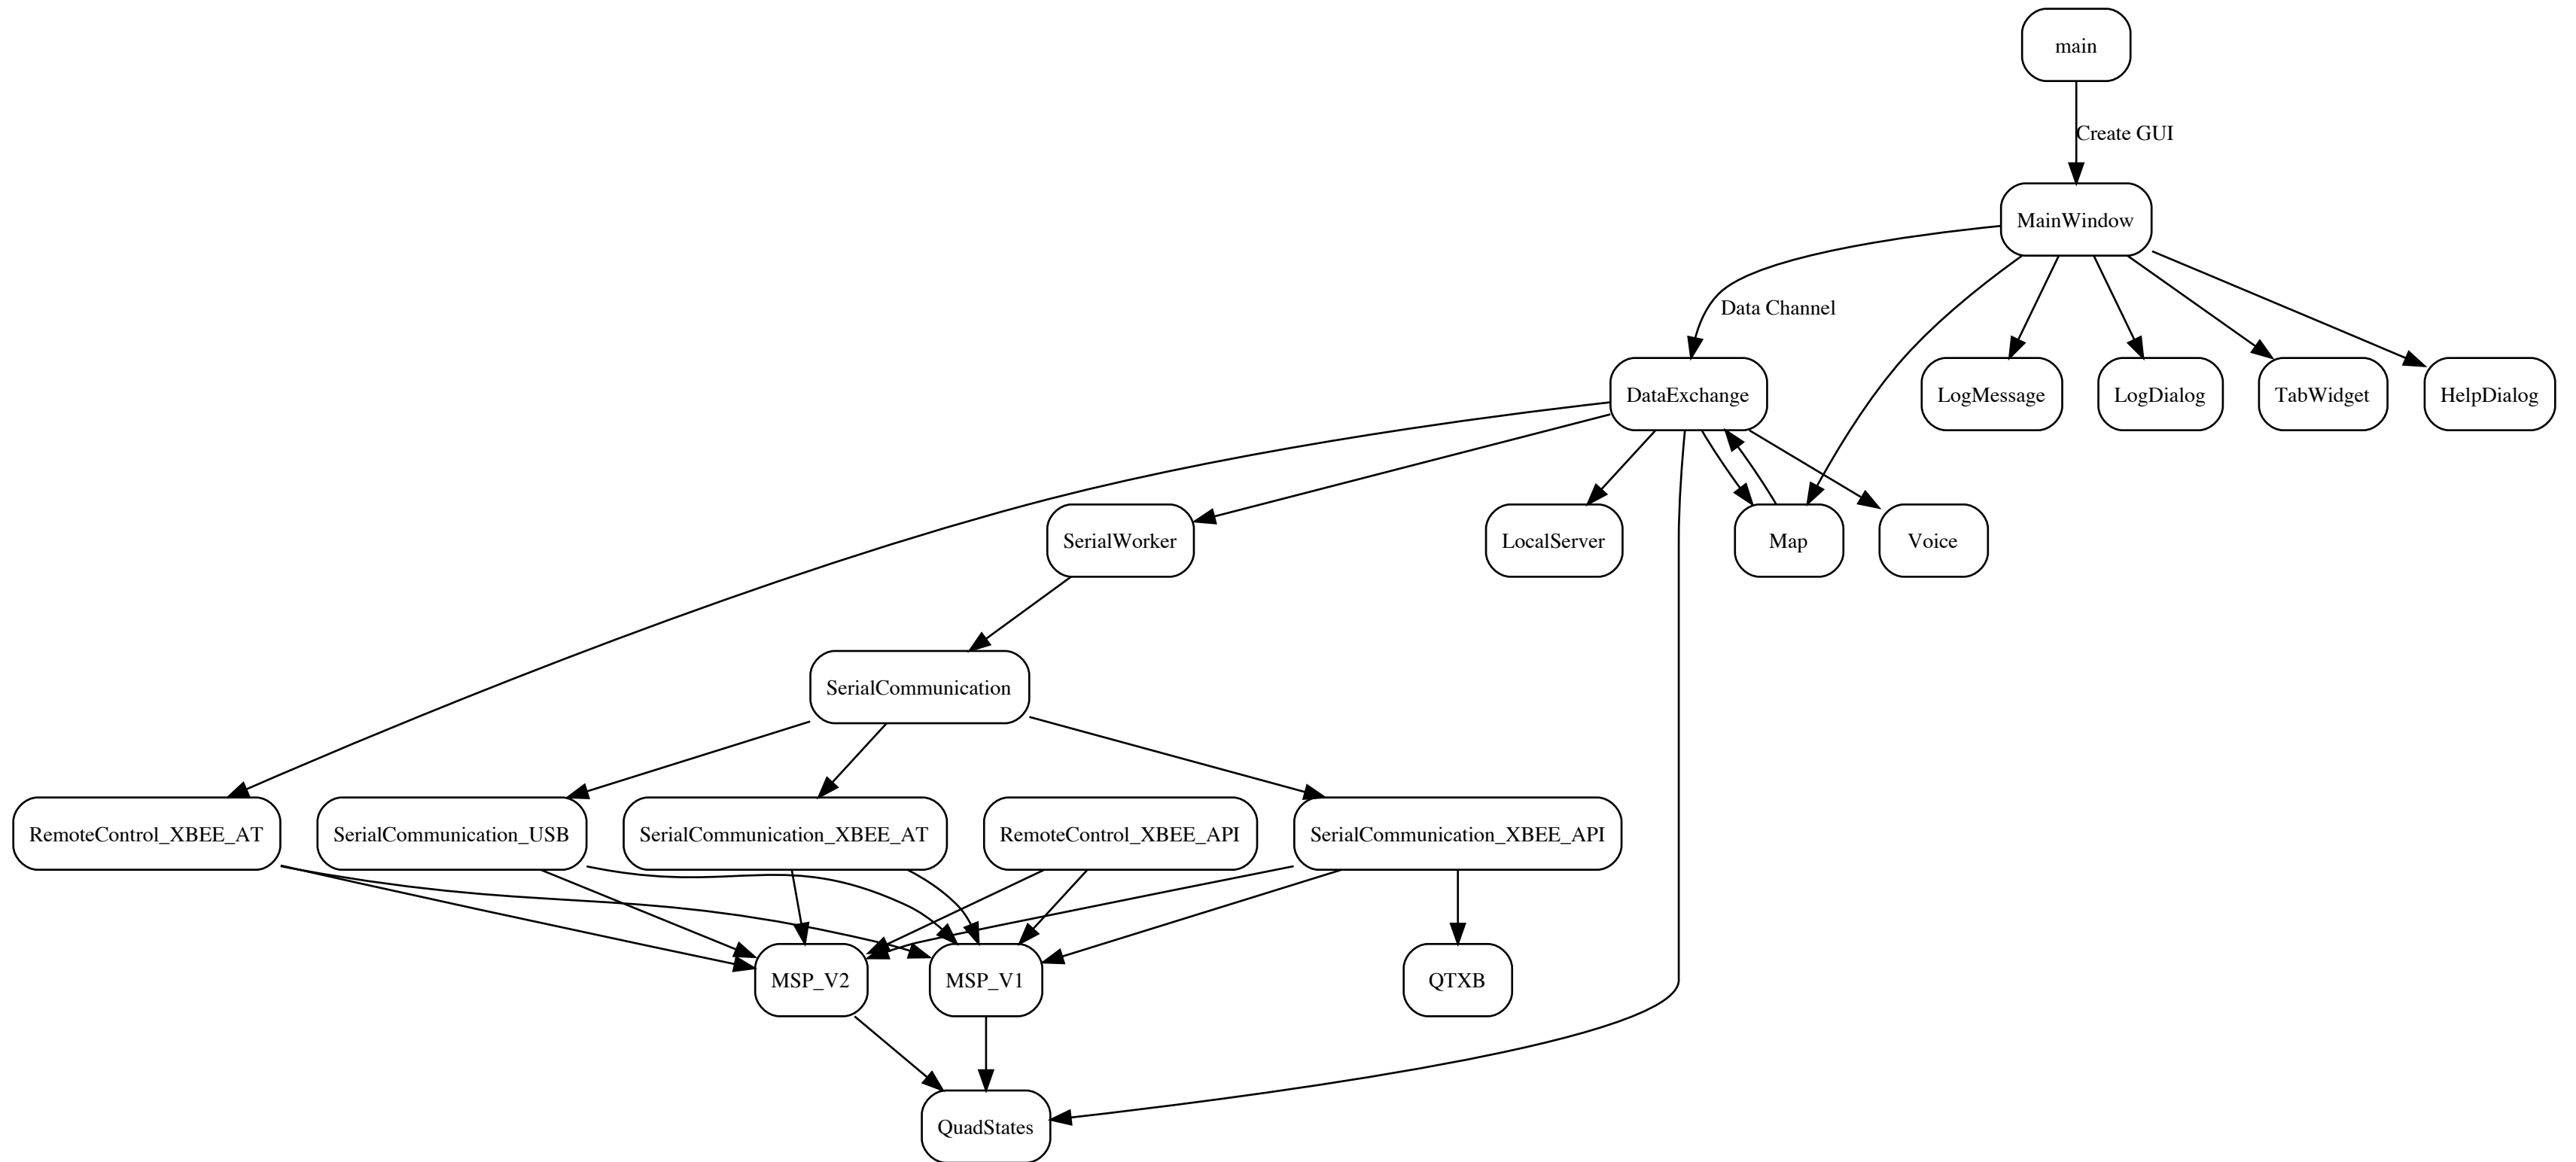 main
Create GUI
MainWindow
Data Channel
DataExchange
LogMessage
LogDialog
TabWidget
HelpDialog
SerialWorker
LocalServer
Map
Voice
SerialCommunication
RemoteControl_XBEE_AT
SerialCommunication_USB
SerialCommunication_XBEE_AT
RemoteControl_XBEE_API
SerialCommunication_XBEE_API
MSP_V2
MSP_V1
QTXB
QuadStates